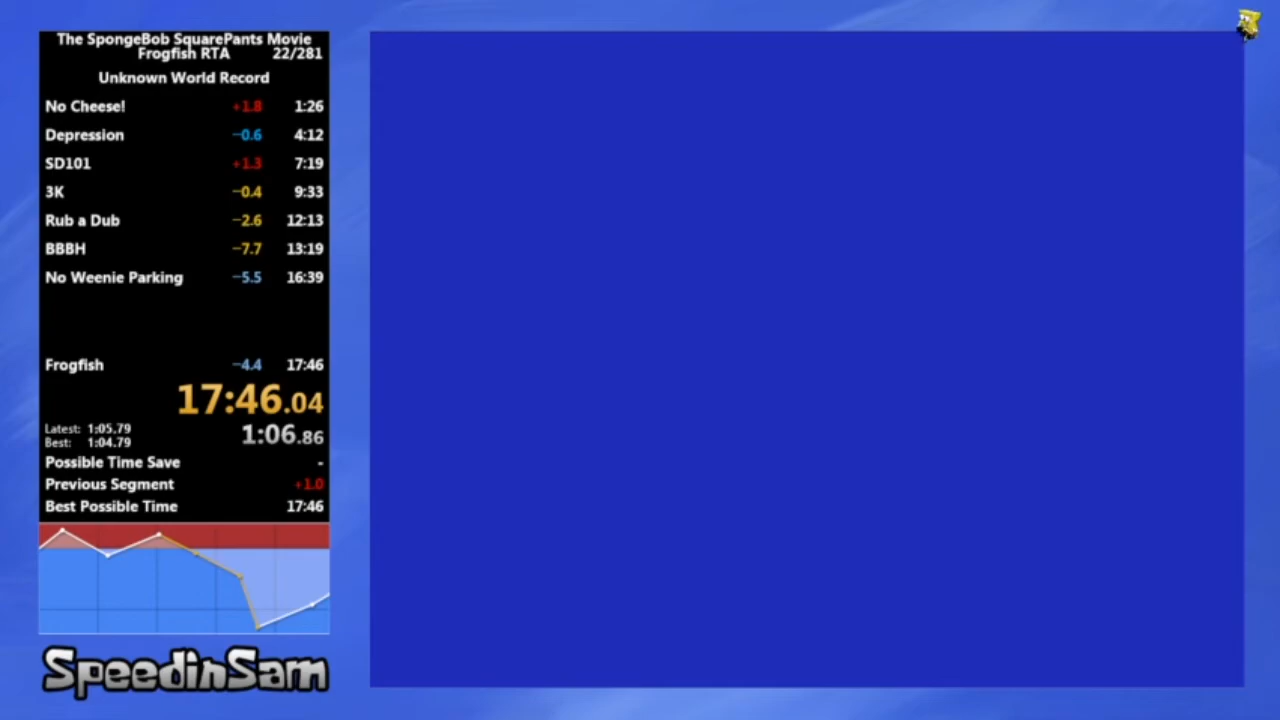 The SpongeBob SquarePants Movie
Frogfish RTA 22/281
Unknown World Record
No Cheese! +1.8 1:26
Depression −0.6 4:12
SD101 +1.3 7:19
3K −0.4 9:33
Rub a Dub −2.6 12:13
BBBH −7.7 13:19
No Weenie Parking −5.5 16:39
Frogfish −4.4 17:46
17:46.04
Latest: 1:05.79
Best: 1:04.79
1:06.86
Possible Time Save -
Previous Segment +1.0
Best Possible Time 17:46
SpeedinSam